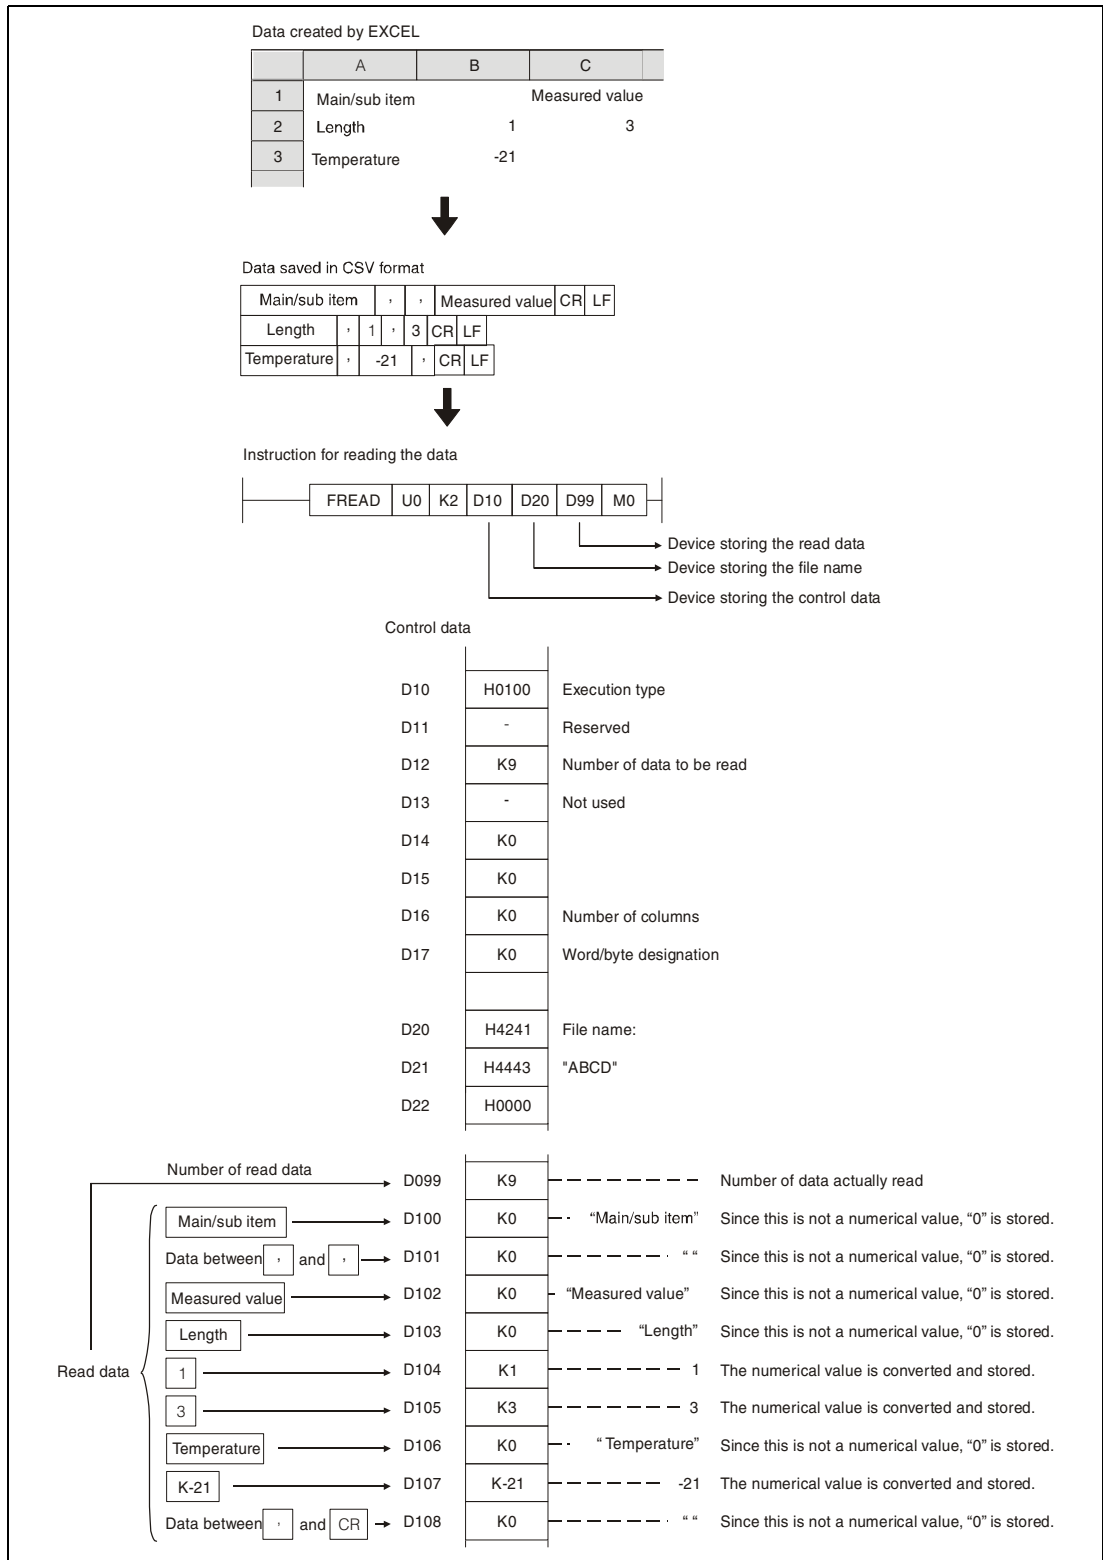 Data created by EXCEL
A B C
1 Main/sub item Measured value
2 Length 1 3
3 Temperature -21
Data saved in CSV format
Main/sub item , , Measured value CR LF
Length , 1 , 3 CR LF
Temperature , -21 , CR LF
Instruction for reading the data
FREAD U0 K2 D10 D20 D99 M0
Device storing the read data
Device storing the file name
Device storing the control data
Control data
D10 H0100 Execution type
D11 - Reserved
D12 K9 Number of data to be read
D13 - Not used
D14 K0
D15 K0
D16 K0 Number of columns
D17 K0 Word/byte designation
D20 H4241 File name:
D21 H4443 "ABCD"
D22 H0000
Number of read data D099 K9 Number of data actually read
Main/sub item D100 K0 “Main/sub item” Since this is not a numerical value, “0” is stored.
Data between , and , D101 K0 “ “ Since this is not a numerical value, “0” is stored.
Measured value D102 K0 “Measured value” Since this is not a numerical value, “0” is stored.
Length D103 K0 “Length” Since this is not a numerical value, “0” is stored.
Read data 1 D104 K1 1 The numerical value is converted and stored.
3 D105 K3 3 The numerical value is converted and stored.
Temperature D106 K0 “ Temperature” Since this is not a numerical value, “0” is stored.
K-21 D107 K-21 -21 The numerical value is converted and stored.
Data between , and CR D108 K0 “ “ Since this is not a numerical value, “0” is stored.